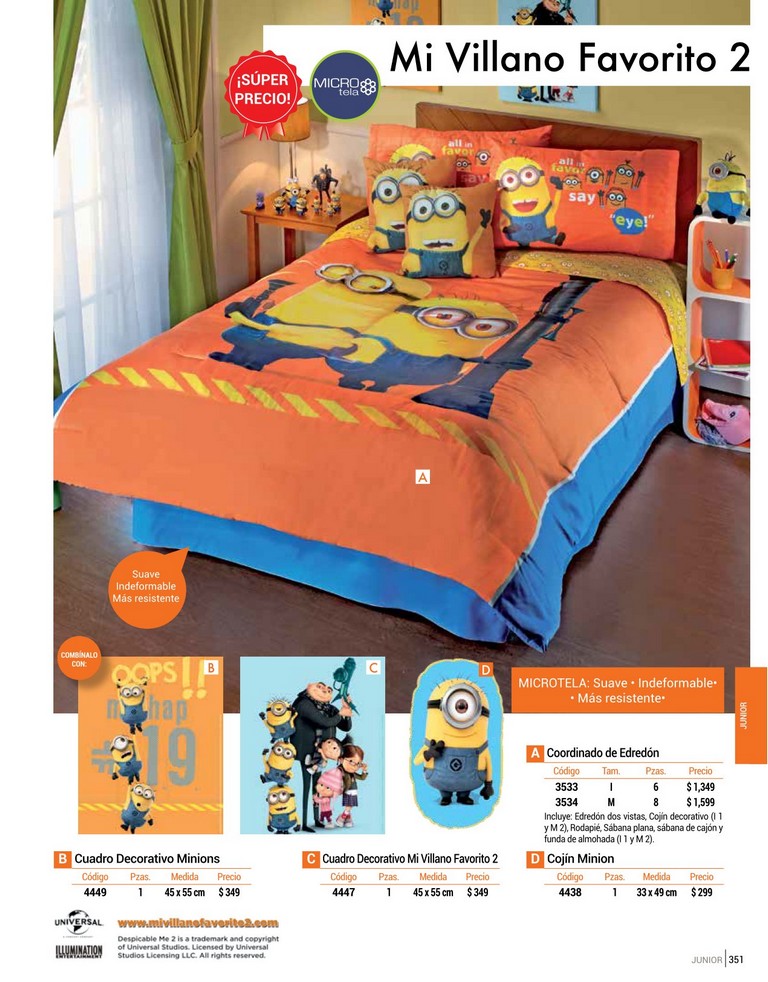 Mi Villano Favorito 2
¡SÚPER
PRECIO!
MICRO
tela
all in
favor
say
all in
favor
say
"eye!"
A
Suave
Indeformable
Más resistente
COMBÍNALO
CON:
B
OOPS!!
#19
C
D
MICROTELA: Suave • Indeformable•
• Más resistente•
JUNIOR
A Coordinado de Edredón
Código Tam. Pzas. Precio
3533 I 6 $ 1,349
3534 M 8 $ 1,599
Incluye: Edredón dos vistas, Cojín decorativo (I 1
y M 2), Rodapié, Sábana plana, sábana de cajón y
funda de almohada (I 1 y M 2).
B Cuadro Decorativo Minions
Código Pzas. Medida Precio
4449 1 45 x 55 cm $ 349
C Cuadro Decorativo Mi Villano Favorito 2
Código Pzas. Medida Precio
4447 1 45 x 55 cm $ 349
D Cojín Minion
Código Pzas. Medida Precio
4438 1 33 x 49 cm $ 299
UNIVERSAL
ILLUMINATION
ENTERTAINMENT
www.mivillanofavorito2.com
Despicable Me 2 is a trademark and copyright
of Universal Studios. Licensed by Universal
Studios Licensing LLC. All rights reserved.
JUNIOR 351